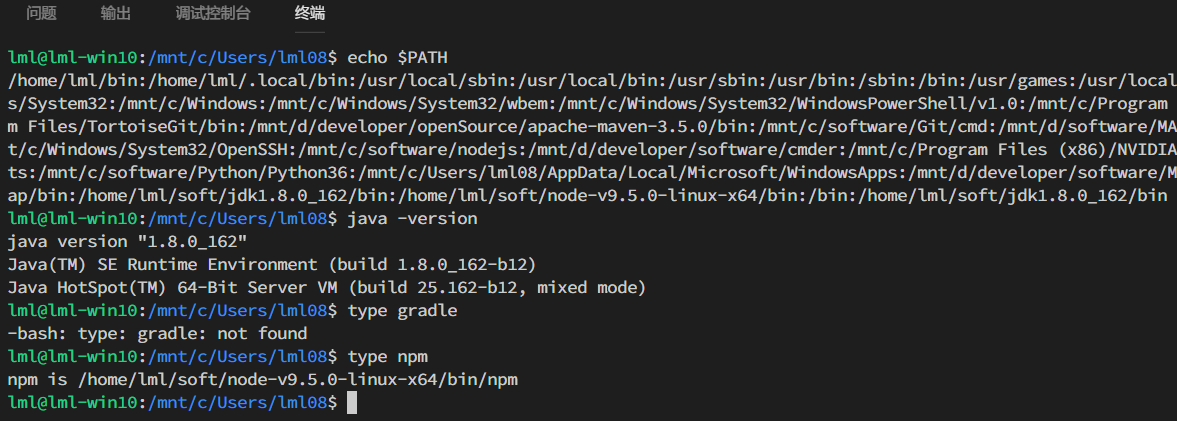 问题 输出 调试控制台 终端
lml@lml-win10:/mnt/c/Users/lml08$ echo $PATH
/home/lml/bin:/home/lml/.local/bin:/usr/local/sbin:/usr/local/bin:/usr/sbin:/usr/bin:/sbin:/bin:/usr/games:/usr/local
s/System32:/mnt/c/Windows:/mnt/c/Windows/System32/wbem:/mnt/c/Windows/System32/WindowsPowerShell/v1.0:/mnt/c/Program
m Files/TortoiseGit/bin:/mnt/d/developer/openSource/apache-maven-3.5.0/bin:/mnt/c/software/Git/cmd:/mnt/d/software/MA
t/c/Windows/System32/OpenSSH:/mnt/c/software/nodejs:/mnt/d/developer/software/cmder:/mnt/c/Program Files (x86)/NVIDIA
ts:/mnt/c/software/Python/Python36:/mnt/c/Users/lml08/AppData/Local/Microsoft/WindowsApps:/mnt/d/developer/software/M
ap/bin:/home/lml/soft/jdk1.8.0_162/bin:/home/lml/soft/node-v9.5.0-linux-x64/bin:/bin:/home/lml/soft/jdk1.8.0_162/bin
lml@lml-win10:/mnt/c/Users/lml08$ java -version
java version "1.8.0_162"
Java(TM) SE Runtime Environment (build 1.8.0_162-b12)
Java HotSpot(TM) 64-Bit Server VM (build 25.162-b12, mixed mode)
lml@lml-win10:/mnt/c/Users/lml08$ type gradle
-bash: type: gradle: not found
lml@lml-win10:/mnt/c/Users/lml08$ type npm
npm is /home/lml/soft/node-v9.5.0-linux-x64/bin/npm
lml@lml-win10:/mnt/c/Users/lml08$